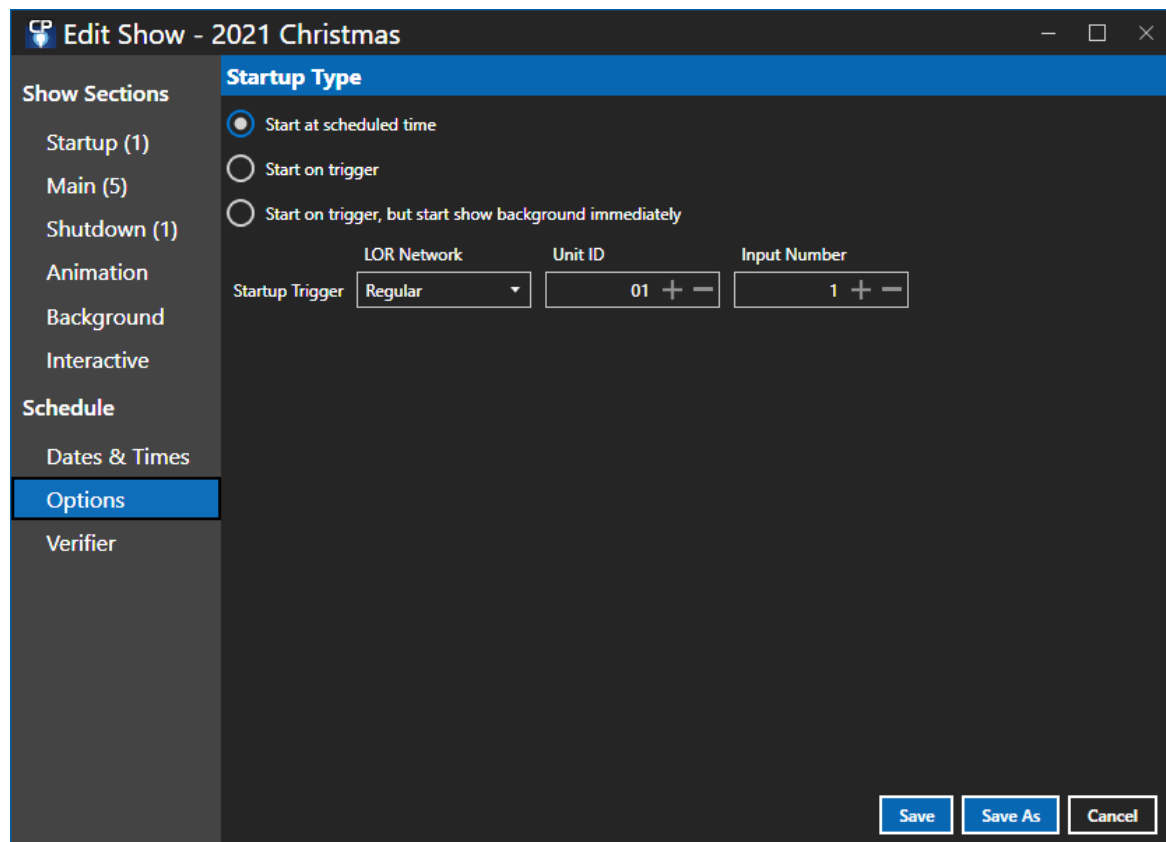 CP Edit Show - 2021 Christmas
Show Sections
Startup (1)
Main (5)
Shutdown (1)
Animation
Background
Interactive
Schedule
Dates & Times
Options
Verifier
Startup Type
Start at scheduled time
Start on trigger
Start on trigger, but start show background immediately
LOR Network Unit ID Input Number
Startup Trigger Regular 01 1
Save Save As Cancel